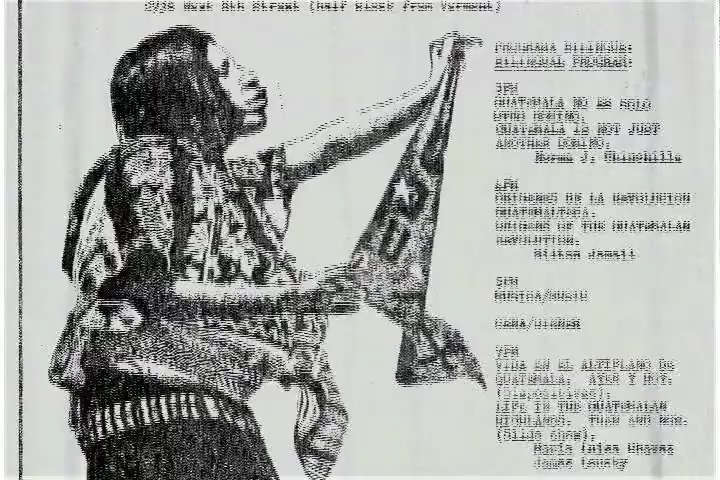 West 8th Street (half block from Vermont)
PROGRAMA BILINGUE:
BILINGUAL PROGRAM:
3PM
GUATEMALA NO ES SOLO
OTRO DOMINO.
GUATEMALA IS NOT JUST
ANOTHER DOMINO.
Norma J. Chinchilla
4PM
ORIGENES DE LA REVOLUCION
GUATEMALTECA.
ORIGINS OF THE GUATEMALAN
REVOLUTION.
Milton Jamail
5PM
MUSICA/MUSIC
CENA/DINNER
7PM
VIDA EN EL ALTIPLANO DE
GUATEMALA: AYER Y HOY.
(Diapositivas).
LIFE IN THE GUATEMALAN
HIGHLANDS: THEN AND NOW.
(Slide show).
Maria Luisa Chavez
James